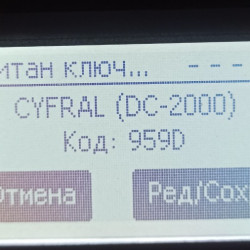 итан ключ... ---
CYFRAL (DC-2000)
Код: 959D
Отмена Ред/Сох